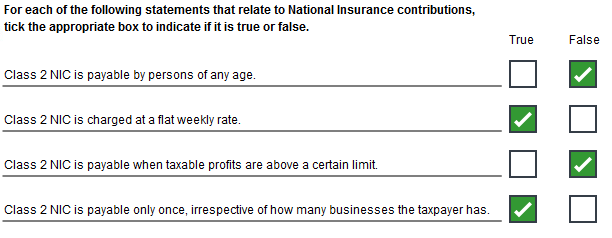 For each of the following statements that relate to National Insurance contributions,
tick the appropriate box to indicate if it is true or false.
True False
Class 2 NIC is payable by persons of any age.
Class 2 NIC is charged at a flat weekly rate.
Class 2 NIC is payable when taxable profits are above a certain limit.
Class 2 NIC is payable only once, irrespective of how many businesses the taxpayer has.